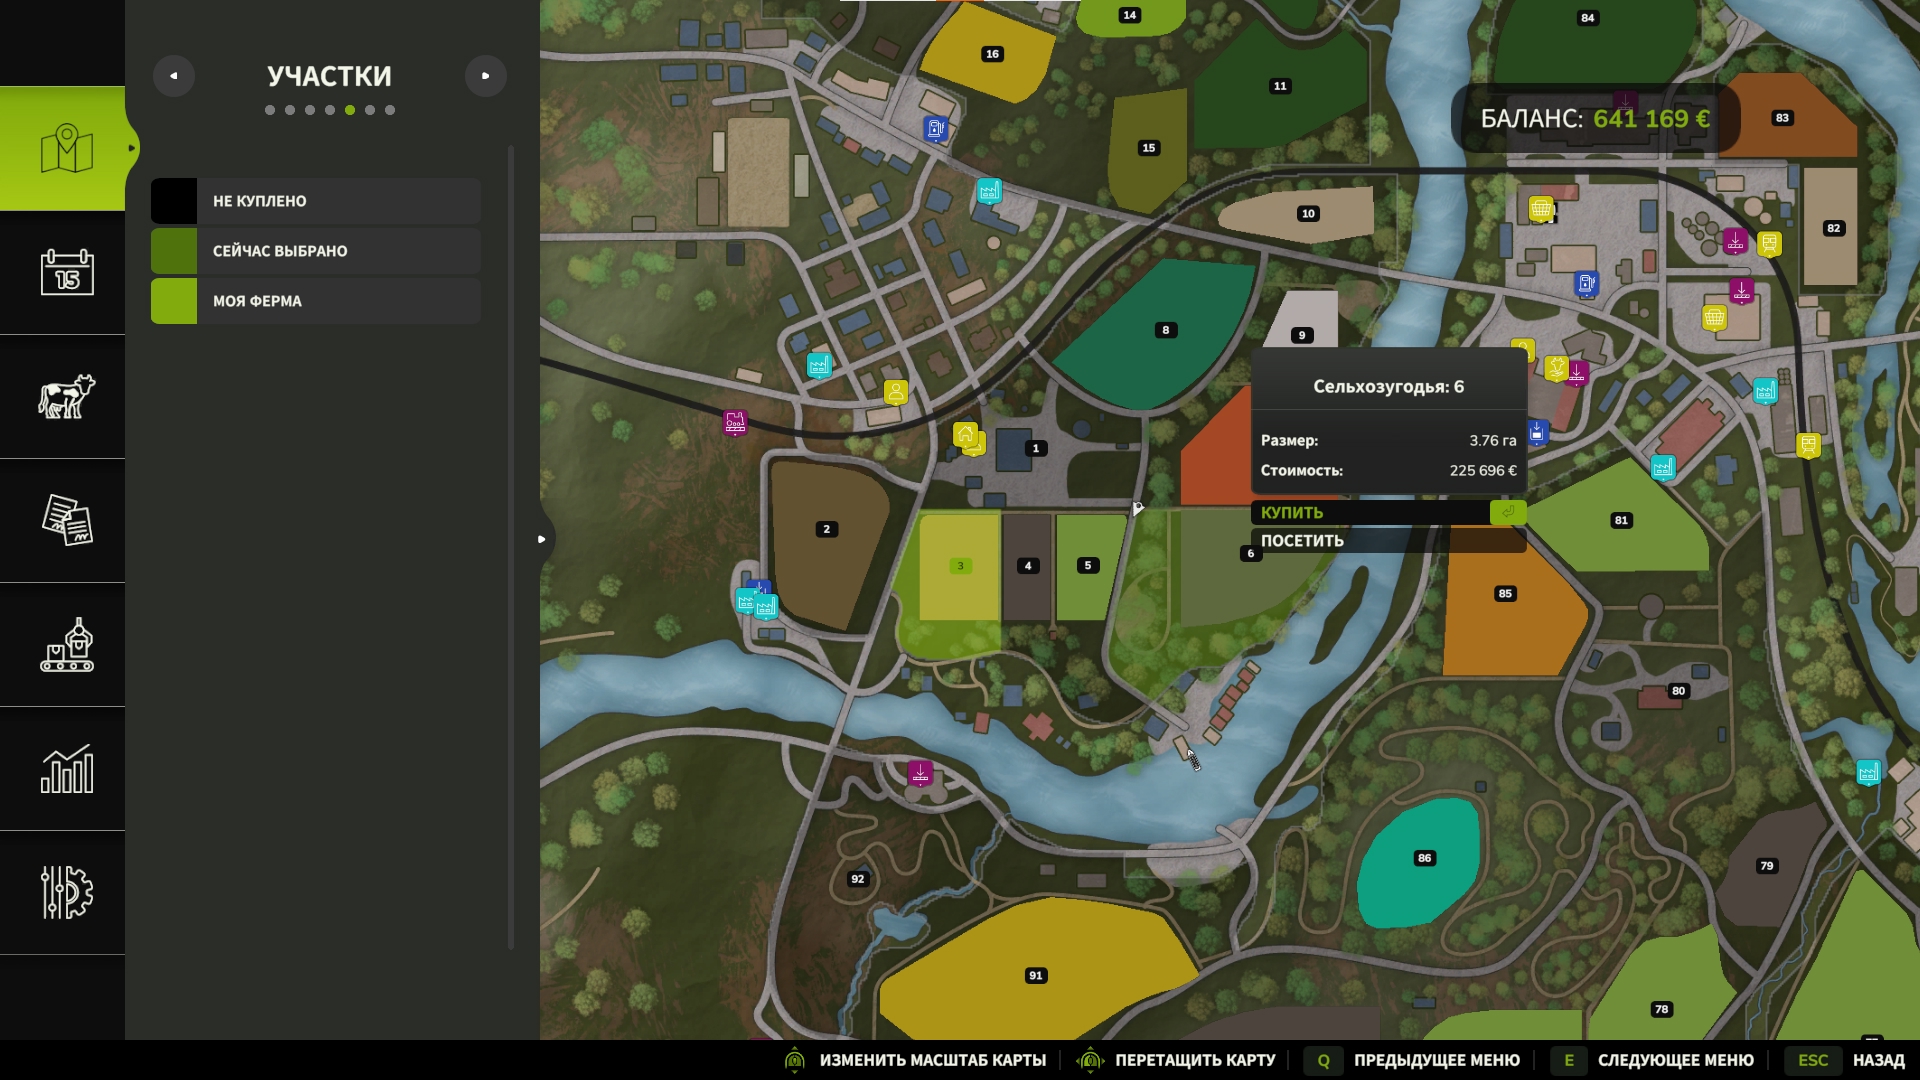 УЧАСТКИ
НЕ КУПЛЕНО
СЕЙЧАС ВЫБРАНО
МОЯ ФЕРМА
15
БАЛАНС: 641 169 €
14
84
16
11
83
15
10
82
8
9
Сельхозугодья: 6
Размер: 3.76 га
Стоимость: 225 696 €
КУПИТЬ
ПОСЕТИТЬ
1
2
81
6
3
4
5
85
80
86
79
92
91
78
ИЗМЕНИТЬ МАСШТАБ КАРТЫ
ПЕРЕТАЩИТЬ КАРТУ
Q ПРЕДЫДУЩЕЕ МЕНЮ
E СЛЕДУЮЩЕЕ МЕНЮ
ESC НАЗАД